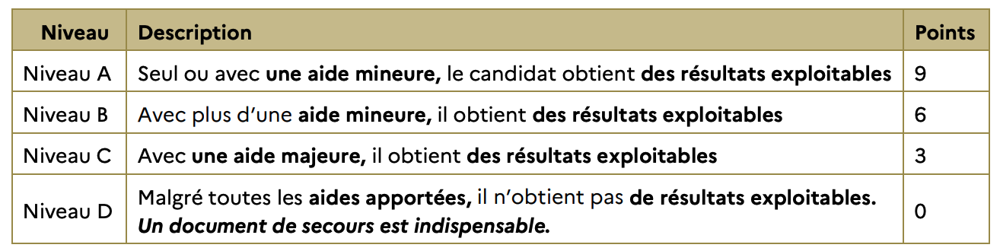 Niveau Description Points
Niveau A Seul ou avec une aide mineure, le candidat obtient des résultats exploitables 9
Niveau B Avec plus d’une aide mineure, il obtient des résultats exploitables 6
Niveau C Avec une aide majeure, il obtient des résultats exploitables 3
Niveau D Malgré toutes les aides apportées, il n’obtient pas de résultats exploitables. 0
Un document de secours est indispensable.